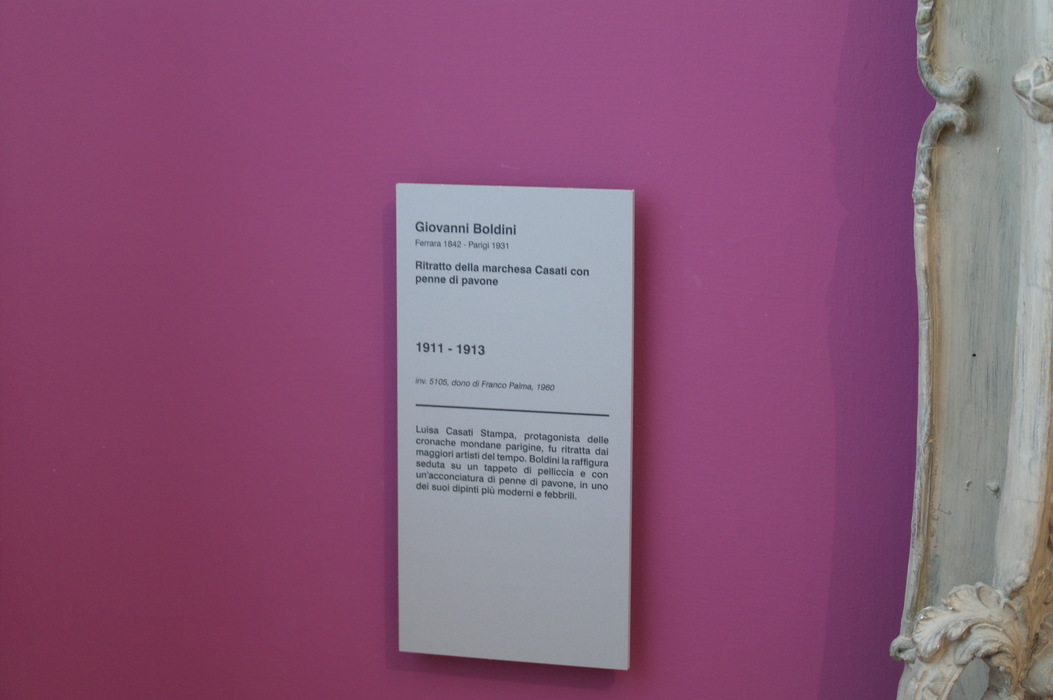 Giovanni Boldini
Ferrara 1842 - Parigi 1931
Ritratto della marchesa Casati con
penne di pavone
1911 - 1913
inv. 5105, dono di Franco Palma, 1960
Luisa Casati Stampa, protagonista delle
cronache mondane parigine, fu ritratta dai
maggiori artisti del tempo. Boldini la raffigura
seduta su un tappeto di pelliccia e con
un'acconciatura di penne di pavone, in uno
dei suoi dipinti più moderni e febbrili.